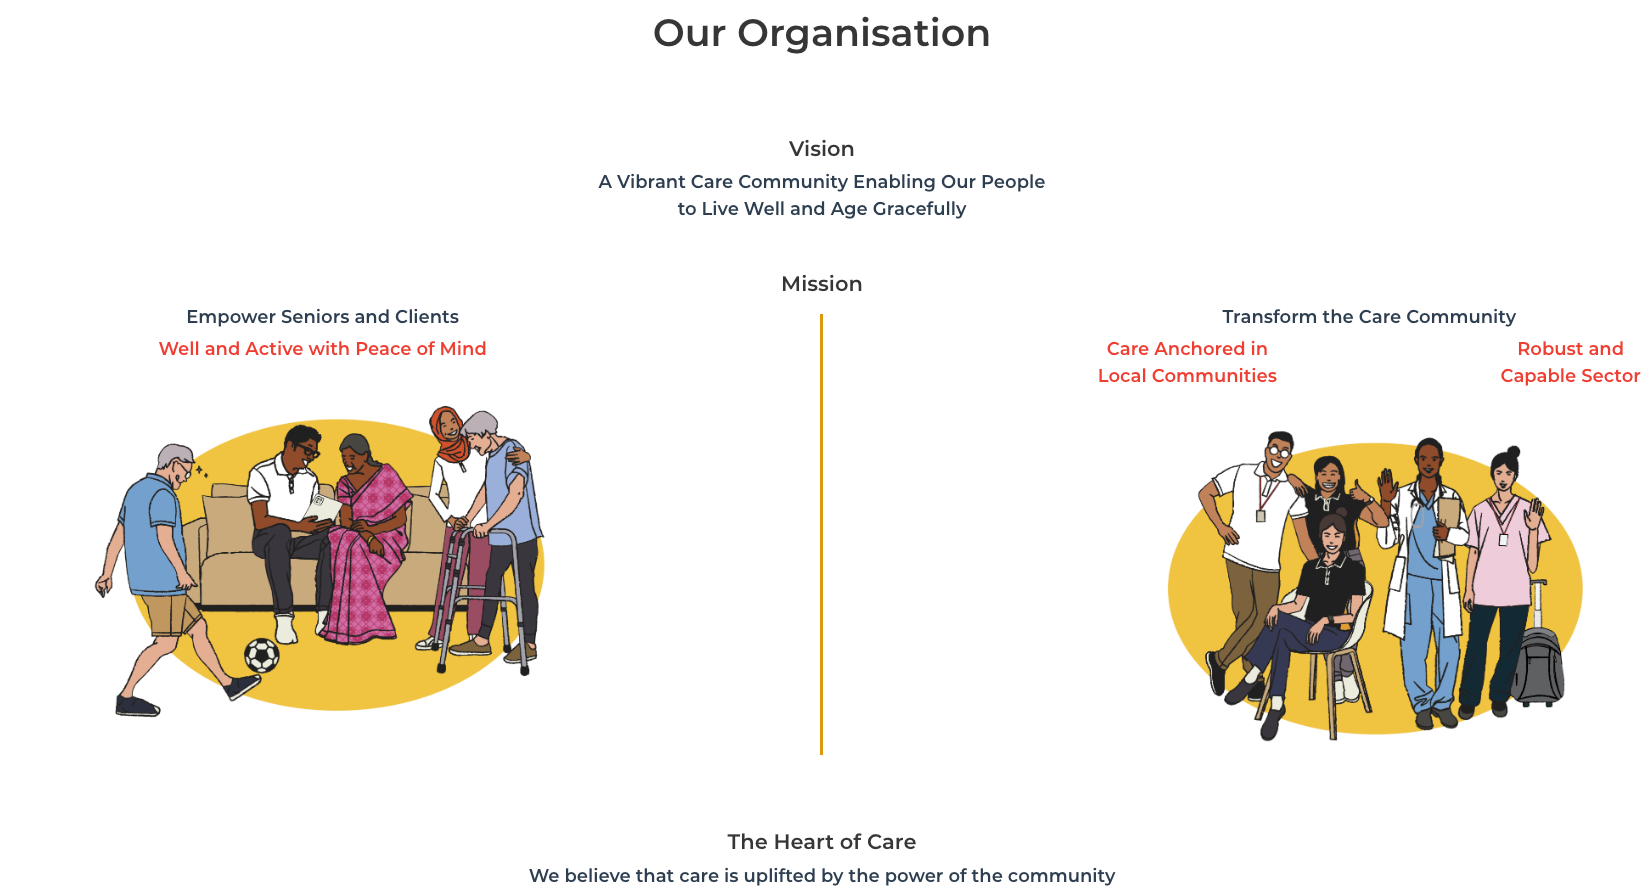 Our Organisation
Vision
A Vibrant Care Community Enabling Our People
to Live Well and Age Gracefully
Mission
Empower Seniors and Clients
Well and Active with Peace of Mind
Transform the Care Community
Care Anchored in
Local Communities
Robust and
Capable Sector
The Heart of Care
We believe that care is uplifted by the power of the community